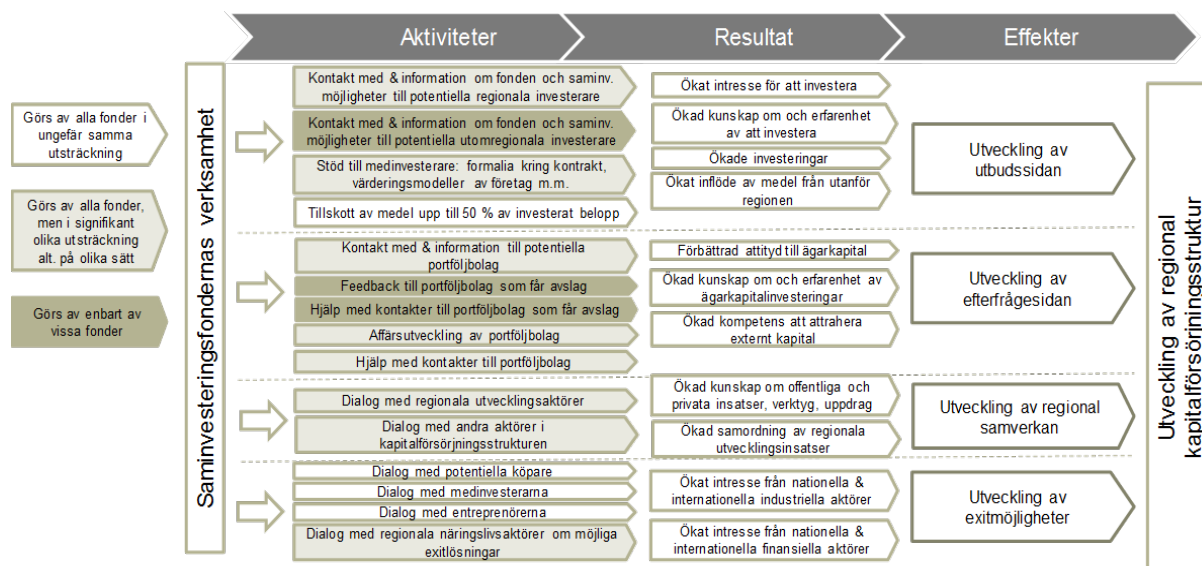 Aktiviteter
Resultat
Effekter
Görs av alla fonder i
ungefär samma
utsträckning
Görs av alla fonder,
men i signifikant
olika utsträckning
alt. på olika sätt
Görs av enbart av
vissa fonder
Saminvesteringsfondernas verksamhet
Kontakt med & information om fonden och saminv.
möjligheter till potentiella regionala investerare
Kontakt med & information om fonden och saminv.
möjligheter till potentiella utomregionala investerare
Stöd till medinvesterare: formalia kring kontrakt,
värderingsmodeller av företag m.m.
Tillskott av medel upp till 50 % av investerat belopp
Ökat intresse för att investera
Ökad kunskap om och erfarenhet
av att investera
Ökade investeringar
Ökat inflöde av medel från utanför
regionen
Utveckling av
utbudssidan
Kontakt med & information till potentiella
portföljbolag
Feedback till portföljbolag som får avslag
Hjälp med kontakter till portföljbolag som får avslag
Affärsutveckling av portföljbolag
Hjälp med kontakter till portföljbolag
Förbättrad attityd till ägarkapital
Ökad kunskap om och erfarenhet av
ägarkapitalinvesteringar
Ökad kompetens att attrahera
externt kapital
Utveckling av
efterfrågesidan
Dialog med regionala utvecklingsaktörer
Dialog med andra aktörer i
kapitalförsörjningsstrukturen
Ökad kunskap om offentliga och
privata insatser, verktyg, uppdrag
Ökad samordning av regionala
utvecklingsinsatser
Utveckling av regional
samverkan
Dialog med potentiella köpare
Dialog med medinvesterarna
Dialog med entreprenörerna
Dialog med regionala näringslivsaktörer om möjliga
exitlösningar
Ökat intresse från nationella &
internationella industriella aktörer
Ökat intresse från nationella &
internationella finansiella aktörer
Utveckling av
exitmöjligheter
Utveckling av regional
kapitalförsörjningsstruktur